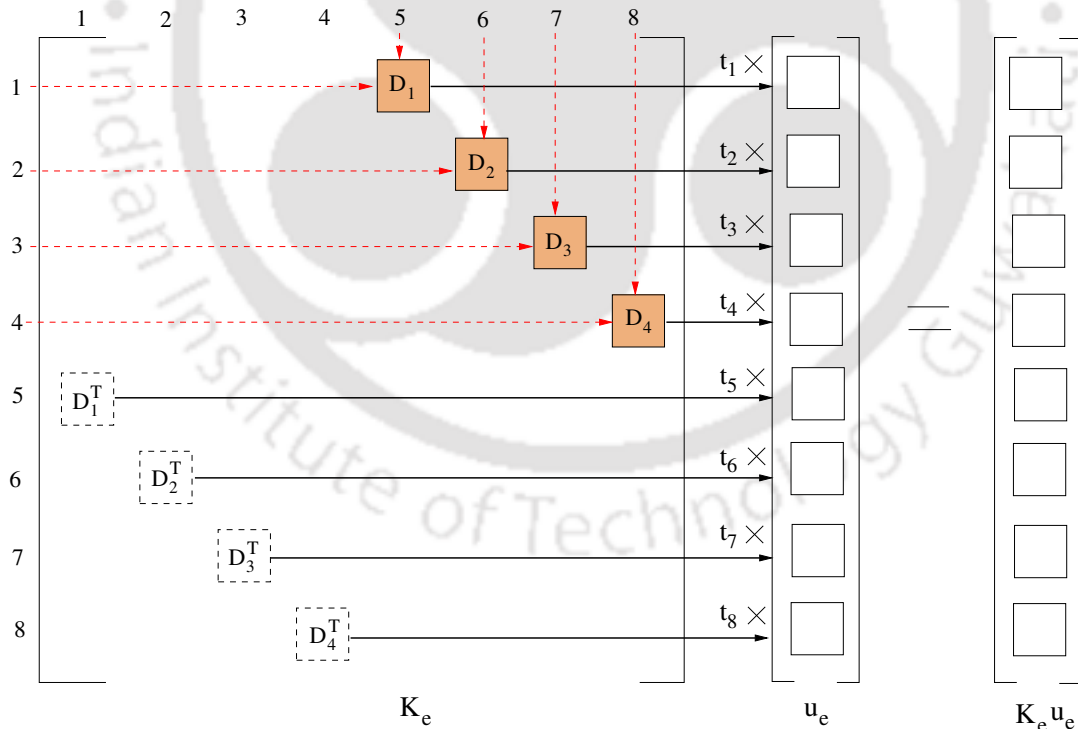 1 2 3 4 5 6 7 8
1 D₁ t₁ ×
2 D₂ t₂ ×
3 D₃ t₃ ×
4 D₄ t₄ ×
=
5 D₁ᵀ t₅ ×
6 D₂ᵀ t₆ ×
7 D₃ᵀ t₇ ×
8 D₄ᵀ t₈ ×
Kₑ uₑ Kₑ uₑ
Indian Institute of Technology Guwahati